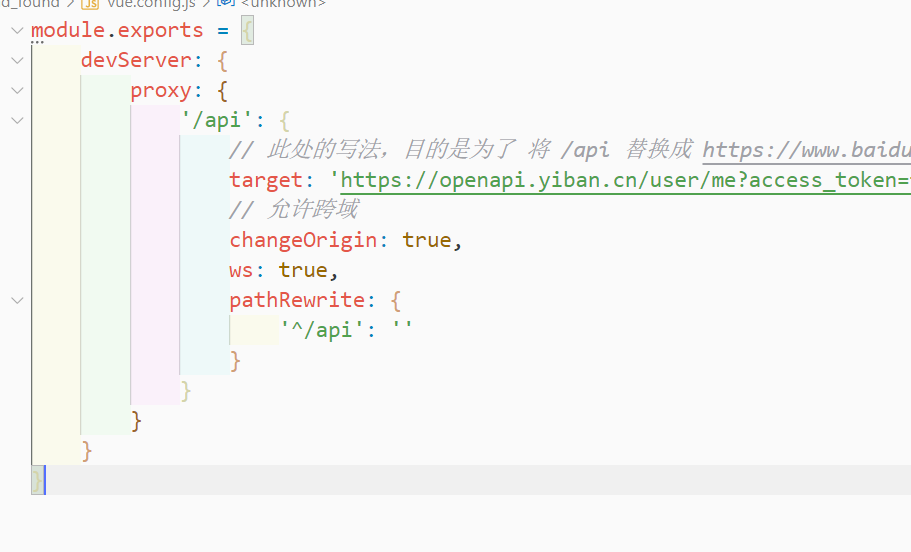 d_found > JS vue.config.js > <unknown>
module.exports = {
devServer: {
proxy: {
'/api': {
// 此处的写法，目的是为了 将 /api 替换成 https://www.baidu
target: 'https://openapi.yiban.cn/user/me?access_token=
// 允许跨域
changeOrigin: true,
ws: true,
pathRewrite: {
'^/api': ''
}
}
}
}
}